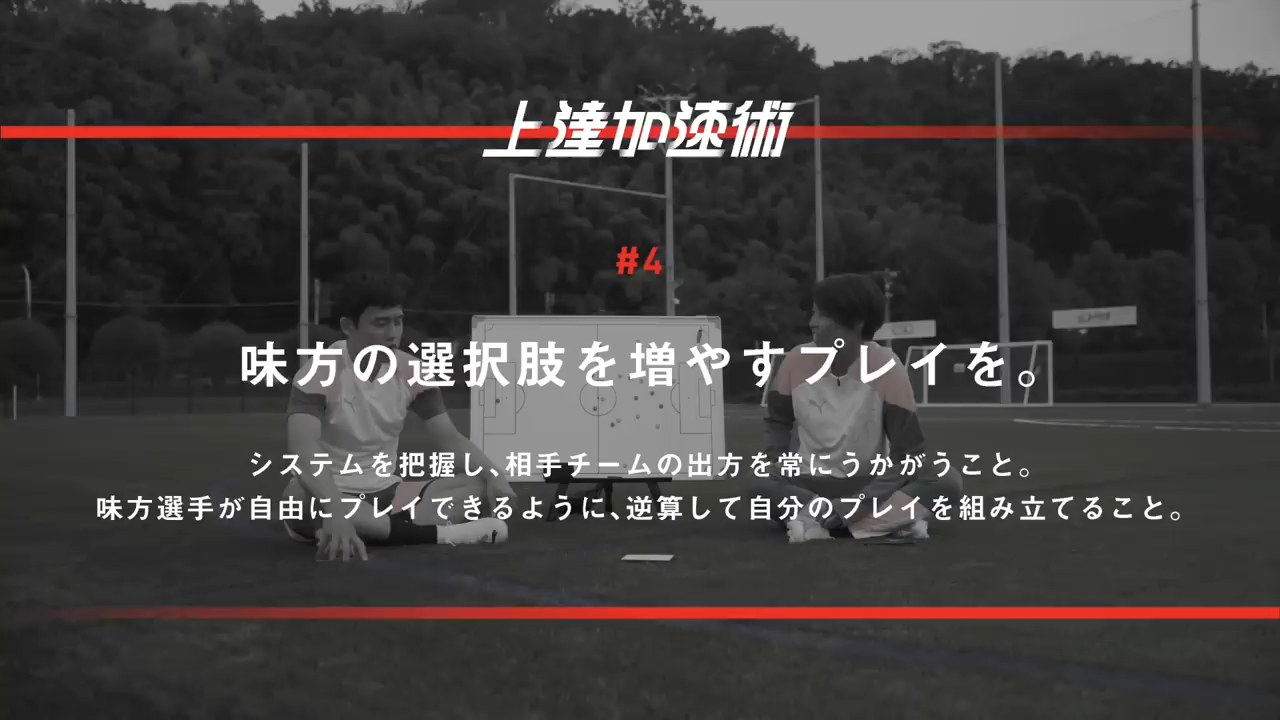 上達加速術
#4
味方の選択肢を増やすプレイを。
システムを把握し、相手チームの出方を常にうかがうこと。
味方選手が自由にプレイできるように、逆算して自分のプレイを組み立てること。